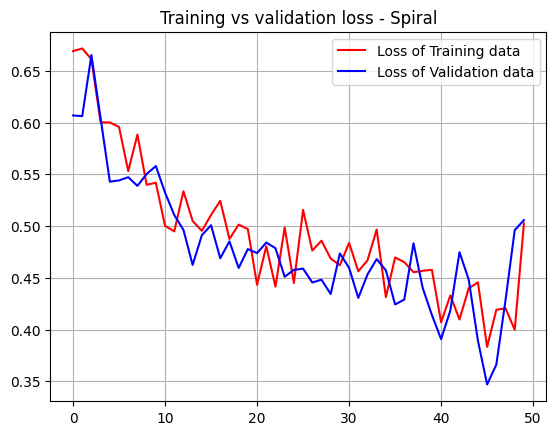 Training vs validation loss - Spiral
Loss of Training data
Loss of Validation data
0.65
0.60
0.55
0.50
0.45
0.40
0.35
0 10 20 30 40 50